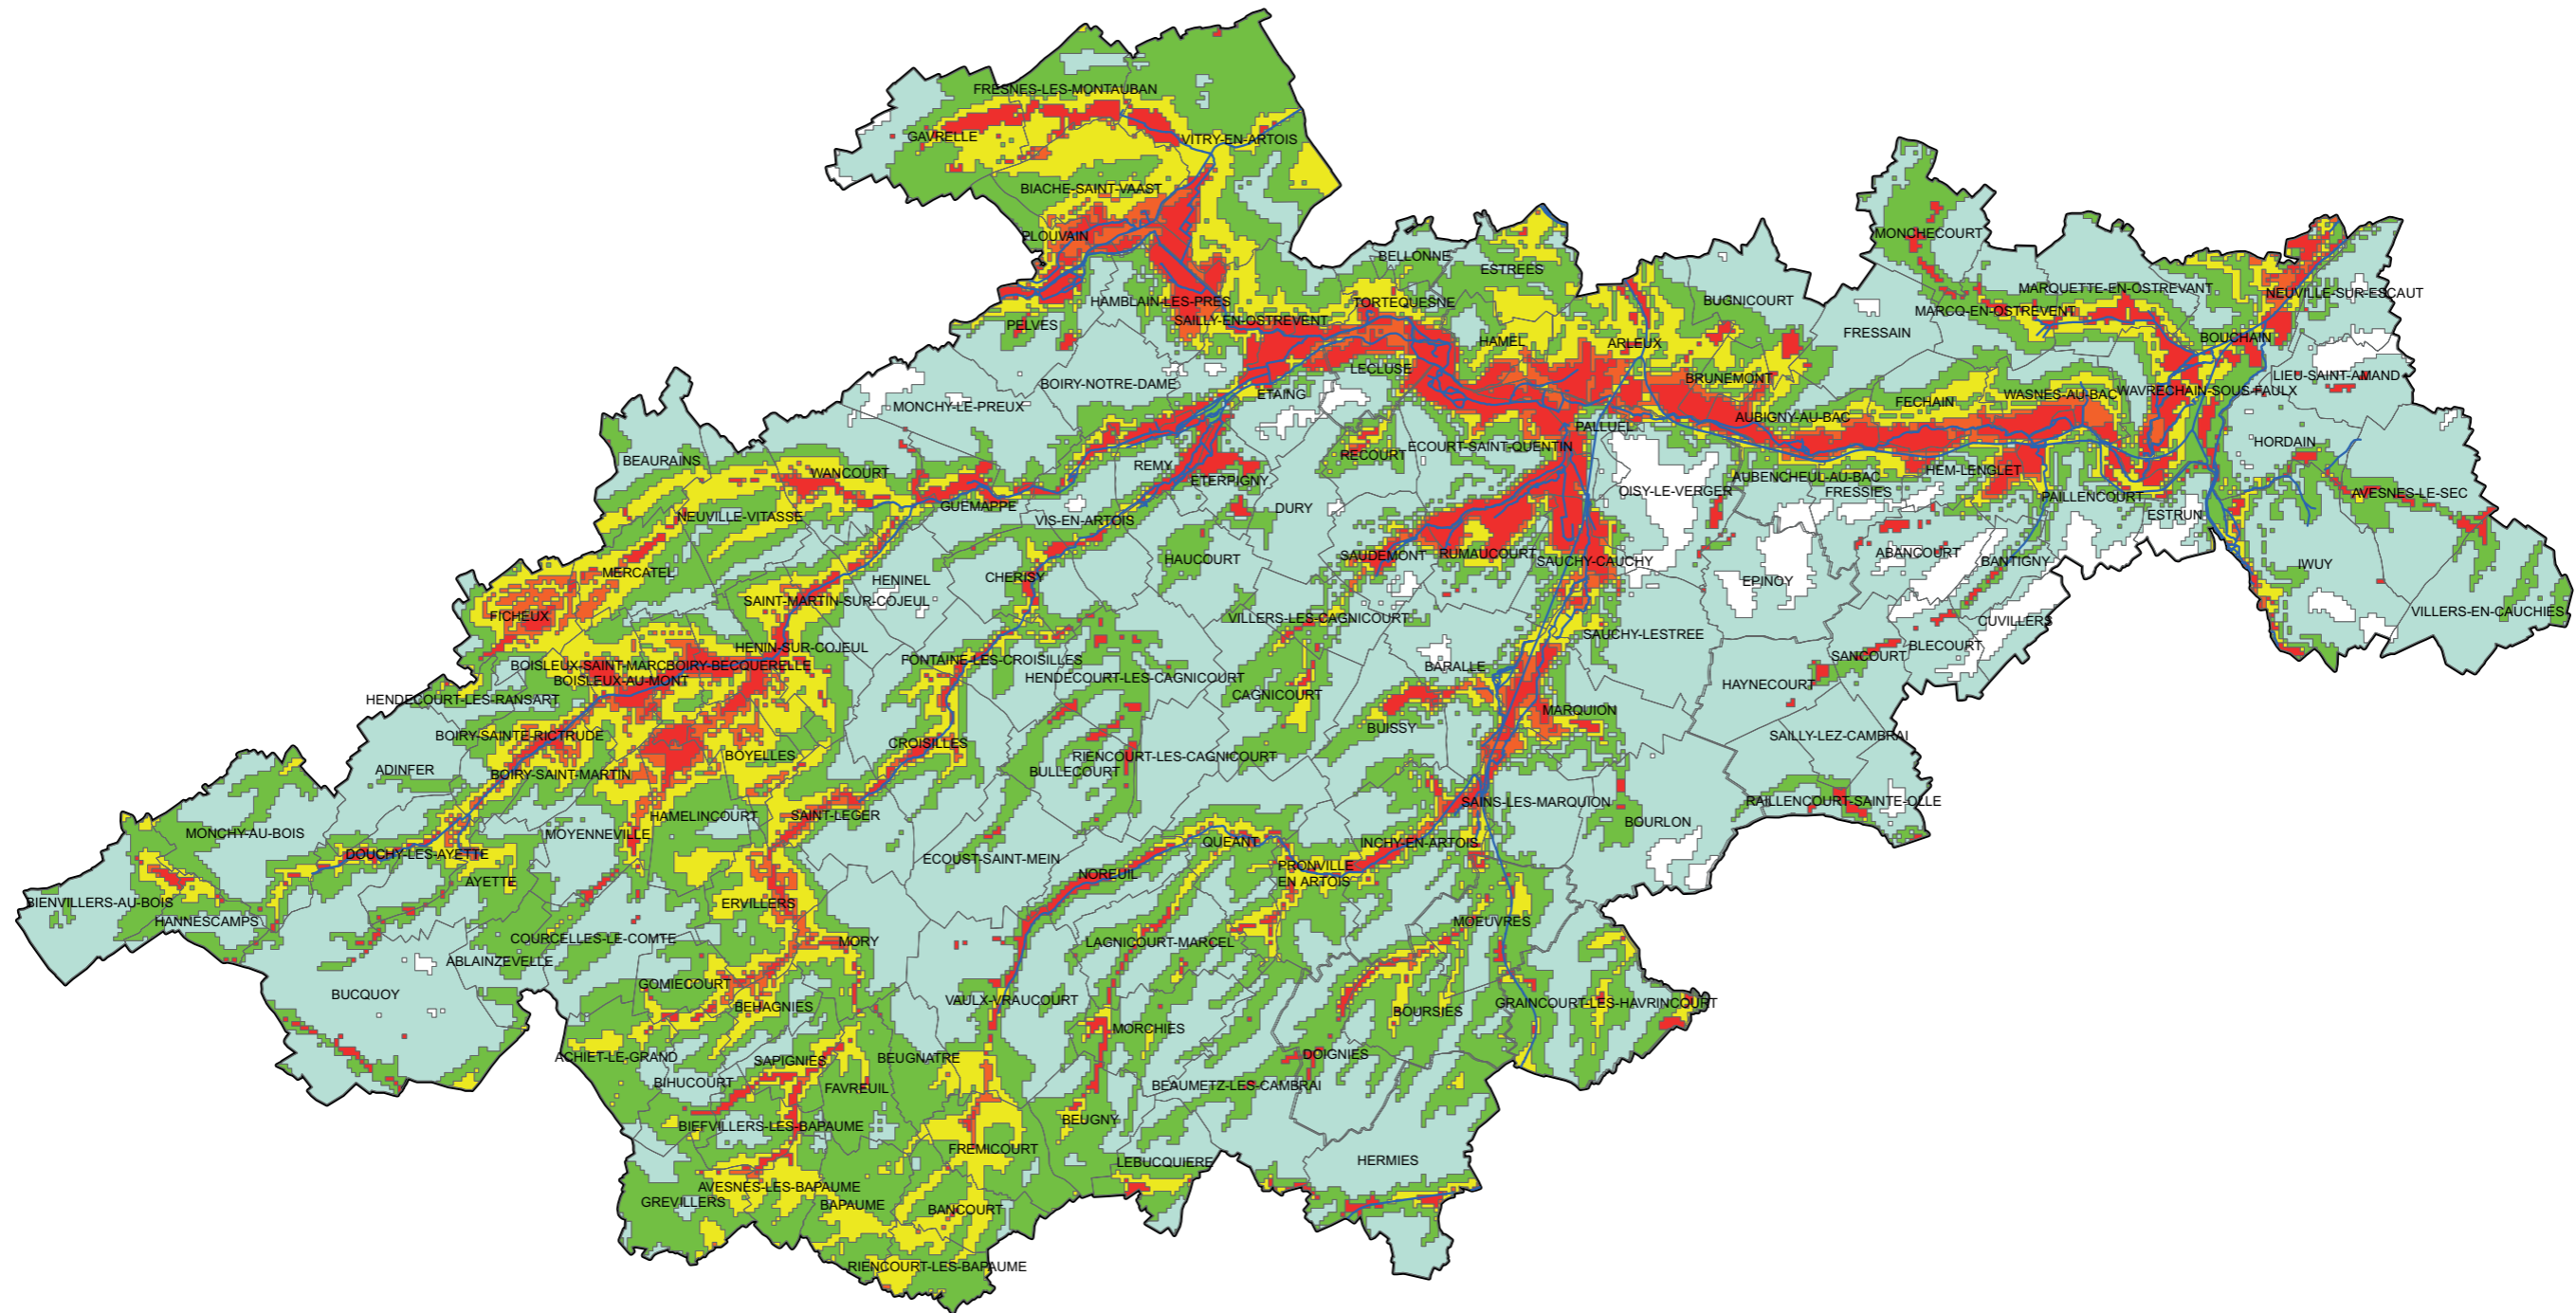 FRESNES-LES-MONTAUBAN
GAVRELLE
VITRY-EN-ARTOIS
BIACHE-SAINT-VAAST
PLOUVAIN
MONCHECOURT
BELLONNE
ESTREES
HAMBLAIN-LES-PRES
TORTEQUESNE
BUGNICOURT
MARQUETTE-EN-OSTREVANT
NEUVILLE-SUR-ESCAUT
SAILLY-EN-OSTREVENT
MARCQ-EN-OSTREVENT
PELVES
FRESSAIN
BOUCHAIN
HAMEL
ARLEUX
LECLUSE
BRUNEMONT
LIEU-SAINT-AMAND
BOIRY-NOTRE-DAME
ETAING
WASNES-AU-BAC
WAVRECHAIN-SOUS-FAULX
MONCHY-LE-PREUX
FECHAIN
AUBIGNY-AU-BAC
PALLUEL
HORDAIN
ECOURT-SAINT-QUENTIN
RECOURT
BEAURAINS
REMY
WANCOURT
HEM-LENGLET
AUBENCHEUL-AU-BAC
ETERPIGNY
OISY-LE-VERGER
FRESSIES
AVESNES-LE-SEC
PAILLENCOURT
GUEMAPPE
DURY
NEUVILLE-VITASSE
VIS-EN-ARTOIS
ESTRUN
HAUCOURT
SAUDEMONT
RUMAUCOURT
SAUCHY-CAUCHY
ABANCOURT
BANTIGNY
IWUY
MERCATEL
CHERISY
HENINEL
EPINOY
SAINT-MARTIN-SUR-COJEUL
VILLERS-EN-CAUCHIES
FICHEUX
VILLERS-LES-CAGNICOURT
CUVILLERS
SAUCHY-LESTREE
HENIN-SUR-COJEUL
BLECOURT
SANCOURT
BOISLEUX-SAINT-MARC
BOIRY-BECQUERELLE
FONTAINE-LES-CROISILLES
BARALLE
BOISLEUX-AU-MONT
HENDECOURT-LES-CAGNICOURT
HAYNECOURT
CAGNICOURT
HENDECOURT-LES-RANSART
MARQUION
BUISSY
BOIRY-SAINTE-RICTRUDE
SAILLY-LEZ-CAMBRAI
CROISILLES
BOYELLES
RIENCOURT-LES-CAGNICOURT
ADINFER
BOIRY-SAINT-MARTIN
BULLECOURT
SAINS-LES-MARQUION
RAILLENCOURT-SAINTE-OLLE
HAMELINCOURT
SAINT-LEGER
BOURLON
MONCHY-AU-BOIS
MOYENNEVILLE
QUEANT
INCHY-EN-ARTOIS
DOUCHY-LES-AYETTE
ECOUST-SAINT-MEIN
PRONVILLE
EN ARTOIS
NOREUIL
AYETTE
BIENVILLERS-AU-BOIS
ERVILLERS
HANNESCAMPS
MOEUVRES
COURCELLES-LE-COMTE
MORY
LAGNICOURT-MARCEL
ABLAINZEVELLE
GOMIECOURT
BUCQUOY
VAULX-VRAUCOURT
GRAINCOURT-LES-HAVRINCOURT
BEHAGNIES
BOURSIES
MORCHIES
ACHIET-LE-GRAND
SAPIGNIES
BEUGNATRE
DOIGNIES
BIHUCOURT
FAVREUIL
BEAUMETZ-LES-CAMBRAI
BEUGNY
BIEFVILLERS-LES-BAPAUME
FREMICOURT
LEBUCQUIERE
HERMIES
AVESNES-LES-BAPAUME
GREVILLERS
BAPAUME
BANCOURT
RIENCOURT-LES-BAPAUME